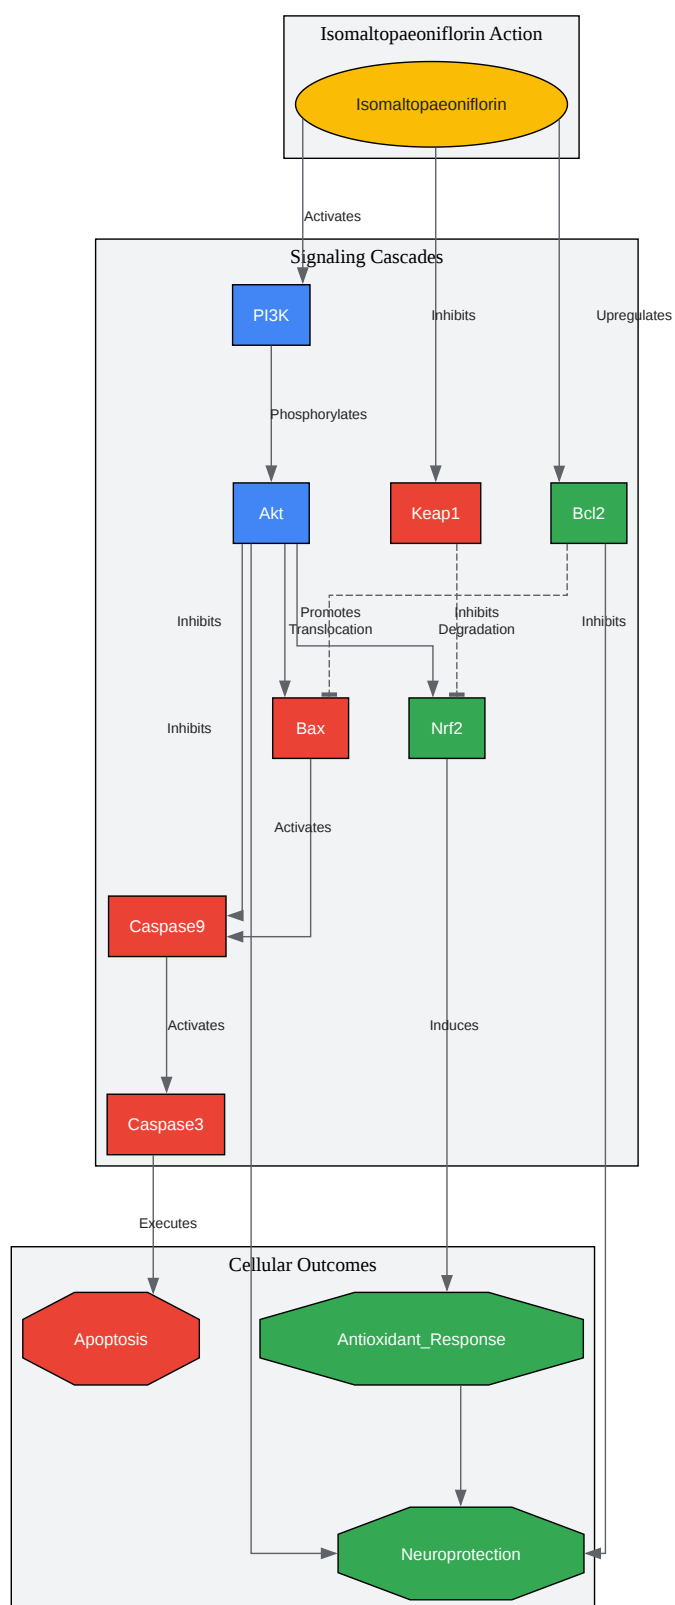 Isomaltopaeoniflorin Action
Isomaltopaeoniflorin
Activates
Signaling Cascades
PI3K
Inhibits
Upregulates
Phosphorylates
Akt
Keap1
Bcl2
Inhibits
Promotes
Translocation
Inhibits
Degradation
Inhibits
Inhibits
Bax
Nrf2
Activates
Caspase9
Activates
Induces
Caspase3
Executes
Cellular Outcomes
Apoptosis
Antioxidant_Response
Neuroprotection